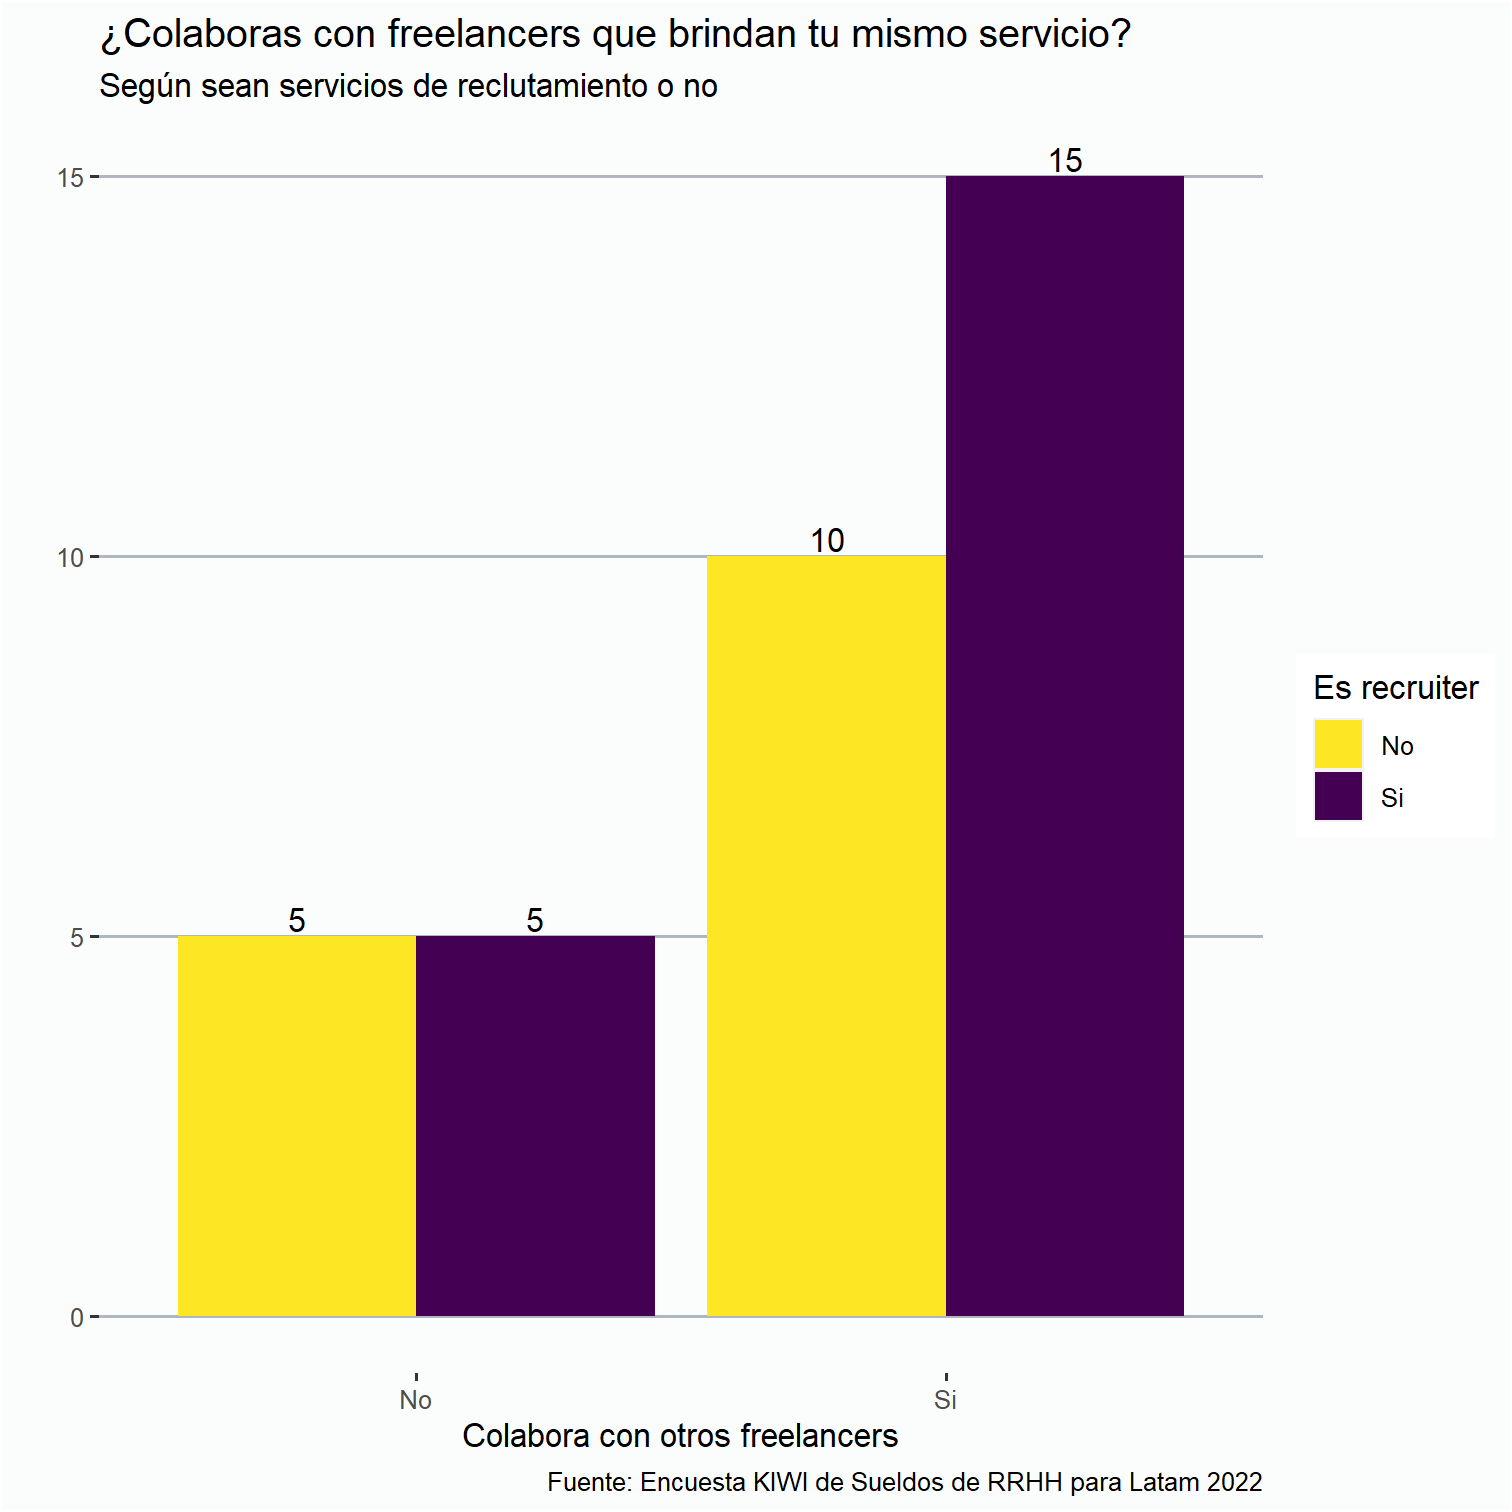 ¿Colaboras con freelancers que brindan tu mismo servicio?
Según sean servicios de reclutamiento o no
15
15
10
10
5
5
5
0
No
Si
Colabora con otros freelancers
Fuente: Encuesta KIWI de Sueldos de RRHH para Latam 2022
Es recruiter
No
Si